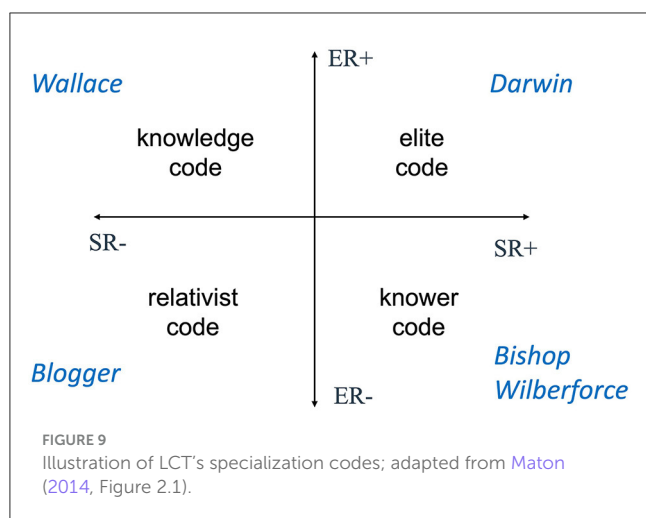 ER+
Wallace
Darwin
knowledge
code
elite
code
SR-
SR+
relativist
code
knower
code
Blogger
Bishop
Wilberforce
ER-
FIGURE 9
Illustration of LCT's specialization codes; adapted from Maton
(2014, Figure 2.1).